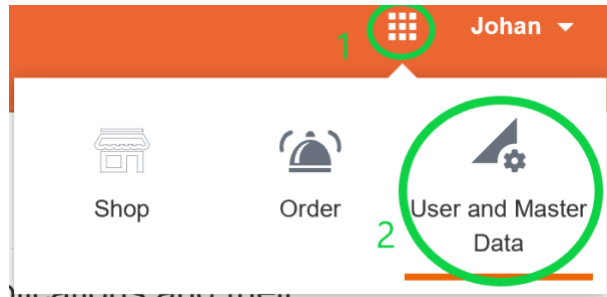 1
Johan
Shop
Order
2
User and Master
Data